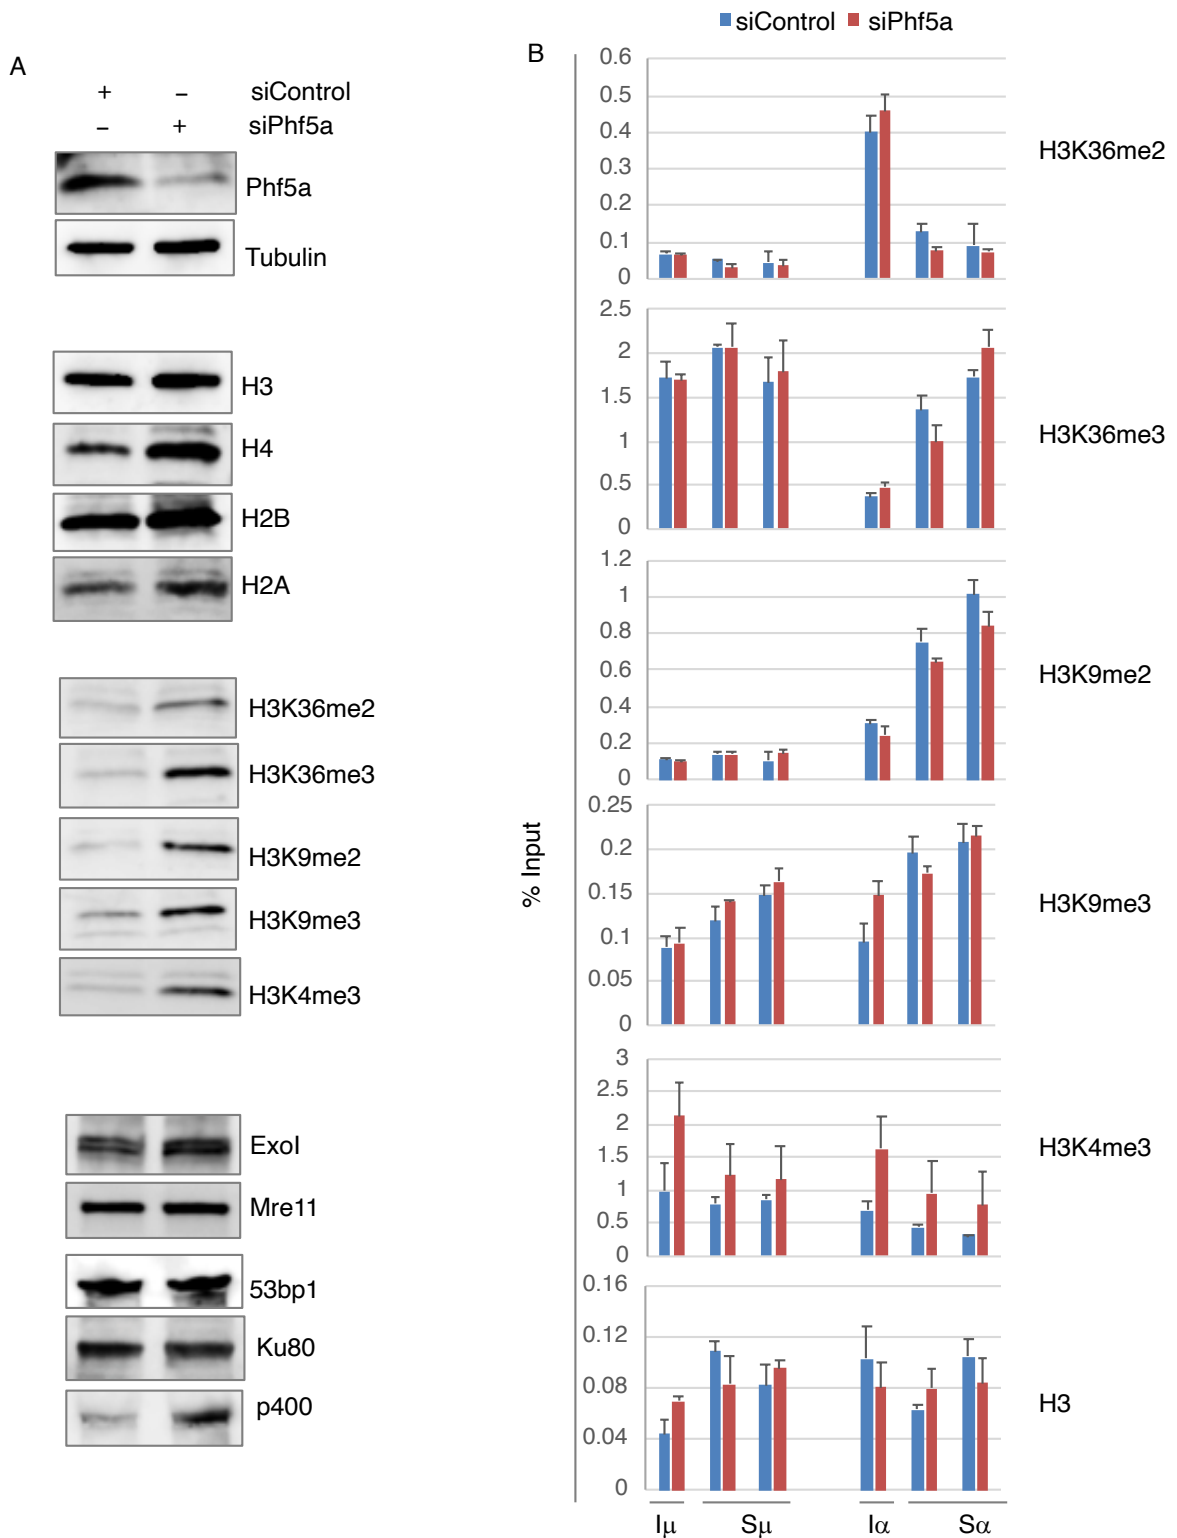 siControl siPhf5a
A
+ – siControl
– + siPhf5a
Phf5a
Tubulin
H3
H4
H2B
H2A
H3K36me2
H3K36me3
H3K9me2
H3K9me3
H3K4me3
ExoI
Mre11
53bp1
Ku80
p400
B
% Input
0.6
0.5
0.4
0.3
0.2
0.1
0
H3K36me2
2.5
2
1.5
1
0.5
0
H3K36me3
1.2
1
0.8
0.6
0.4
0.2
0
H3K9me2
0.25
0.2
0.15
0.1
0.05
0
H3K9me3
3
2.5
2
1.5
1
0.5
0
H3K4me3
0.16
0.12
0.08
0.04
0
H3
Iμ Sμ Iα Sα